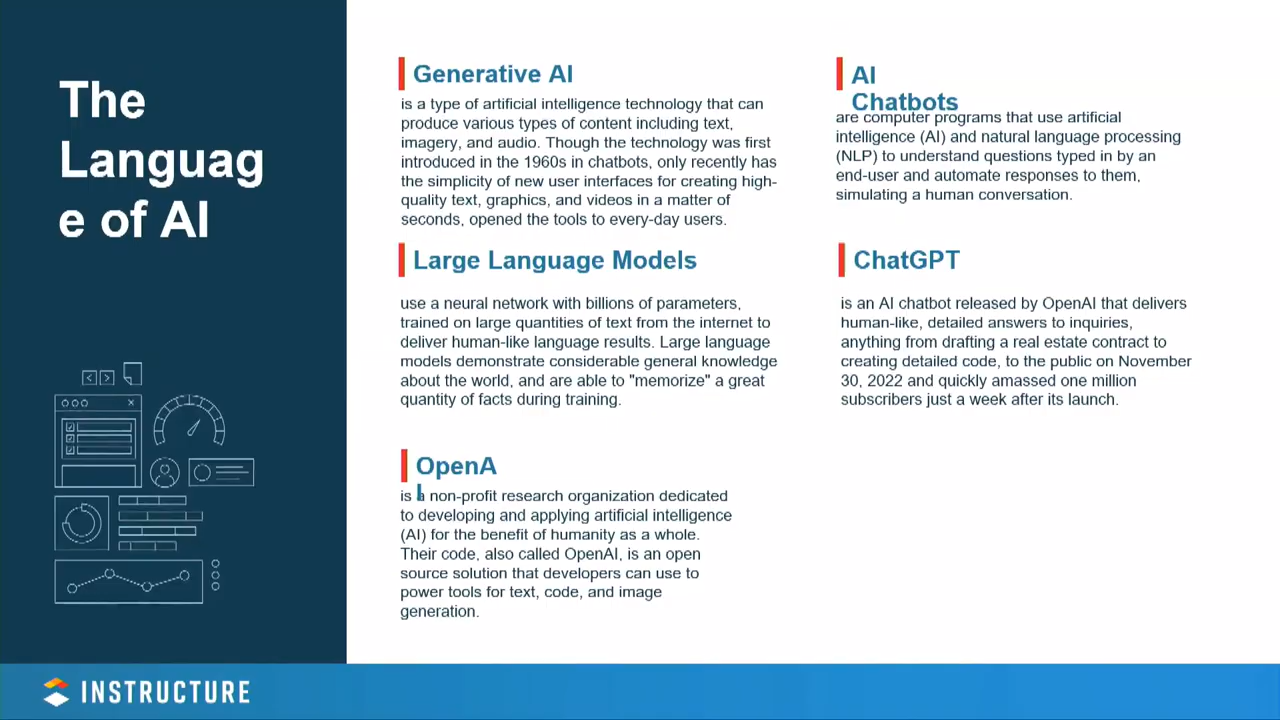 The
Languag
e of AI
Generative AI
is a type of artificial intelligence technology that can
produce various types of content including text,
imagery, and audio. Though the technology was first
introduced in the 1960s in chatbots, only recently has
the simplicity of new user interfaces for creating high-
quality text, graphics, and videos in a matter of
seconds, opened the tools to every-day users.
AI
Chatbots
are computer programs that use artificial
intelligence (AI) and natural language processing
(NLP) to understand questions typed in by an
end-user and automate responses to them,
simulating a human conversation.
Large Language Models
use a neural network with billions of parameters,
trained on large quantities of text from the internet to
deliver human-like language results. Large language
models demonstrate considerable general knowledge
about the world, and are able to "memorize" a great
quantity of facts during training.
ChatGPT
is an AI chatbot released by OpenAI that delivers
human-like, detailed answers to inquiries,
anything from drafting a real estate contract to
creating detailed code, to the public on November
30, 2022 and quickly amassed one million
subscribers just a week after its launch.
OpenA
I
is a non-profit research organization dedicated
to developing and applying artificial intelligence
(AI) for the benefit of humanity as a whole.
Their code, also called OpenAI, is an open
source solution that developers can use to
power tools for text, code, and image
generation.
INSTRUCTURE